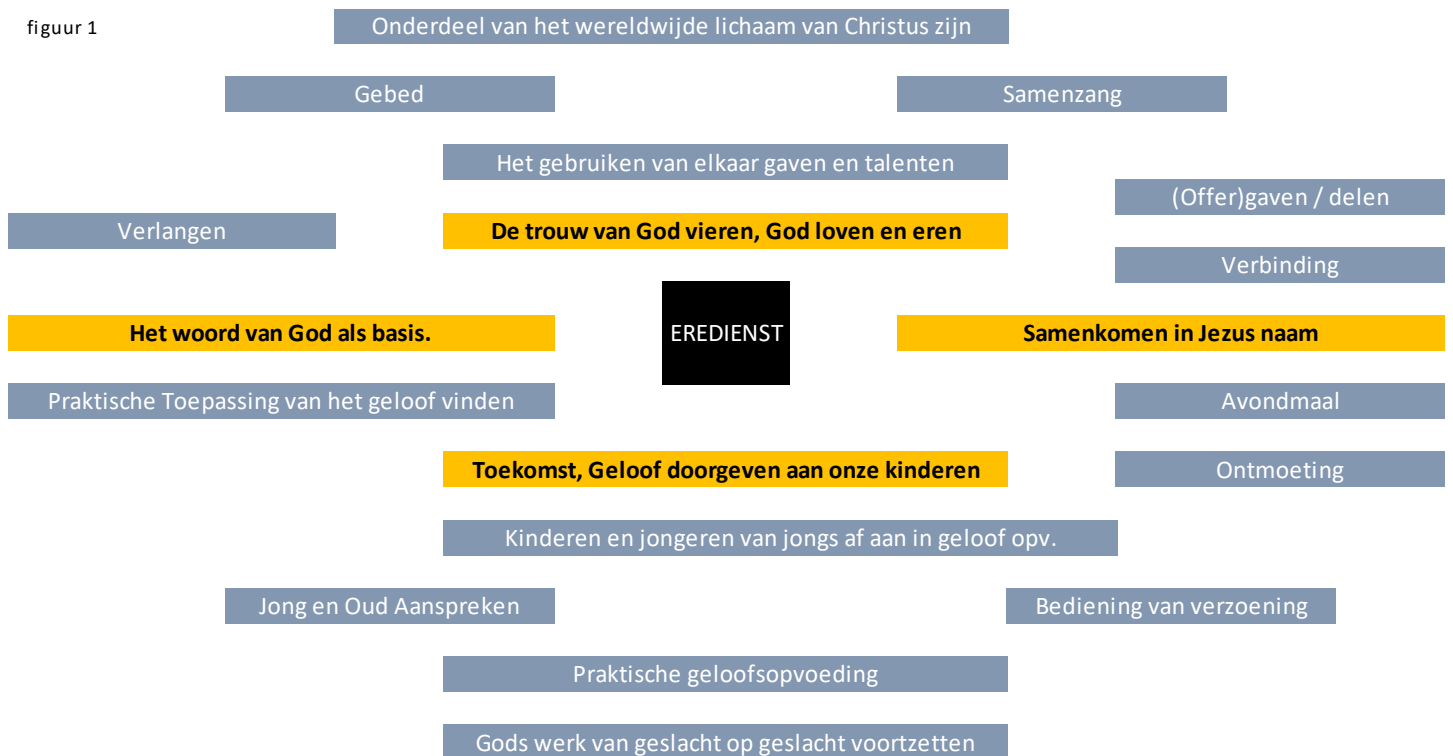 figuur 1
Onderdeel van het wereldwijde lichaam van Christus zijn
Gebed
Samenzang
Het gebruiken van elkaar gaven en talenten
(Offer)gaven / delen
Verlangen
De trouw van God vieren, God loven en eren
Verbinding
Het woord van God als basis.
EREDIENST
Samenkomen in Jezus naam
Praktische Toepassing van het geloof vinden
Avondmaal
Toekomst, Geloof doorgeven aan onze kinderen
Ontmoeting
Kinderen en jongeren van jongs af aan in geloof opv.
Jong en Oud Aanspreken
Bediening van verzoening
Praktische geloofsopvoeding
Gods werk van geslacht op geslacht voortzetten